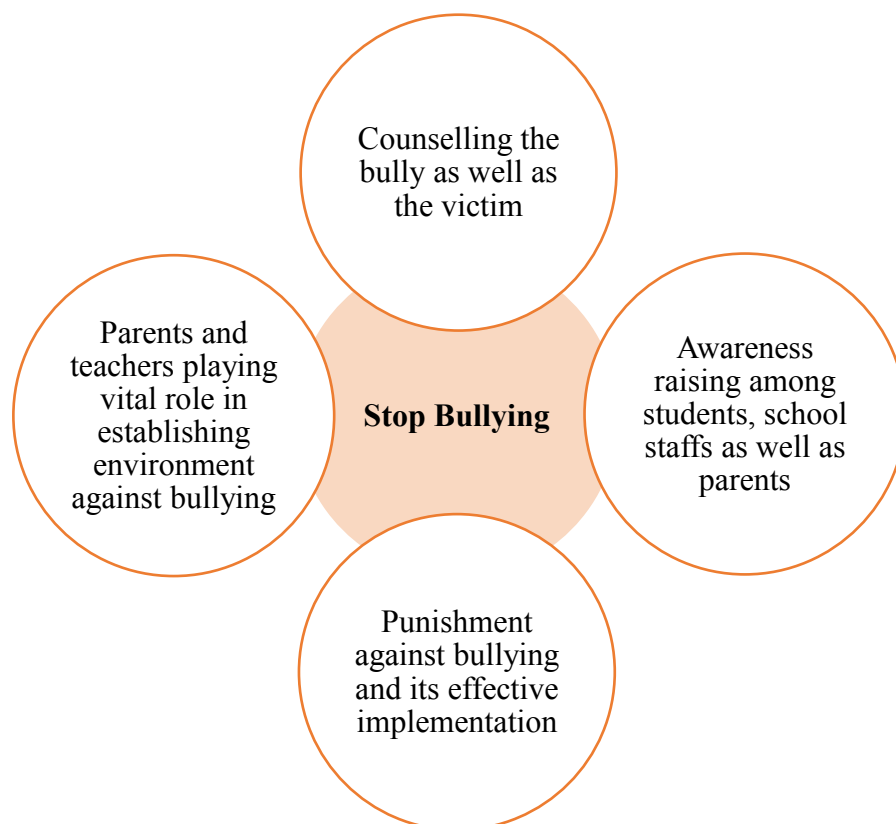 Counselling the
bully as well as
the victim
Parents and
teachers playing
vital role in
establishing
environment
against bullying
Stop Bullying
Awareness
raising among
students, school
staffs as well as
parents
Punishment
against bullying
and its effective
implementation